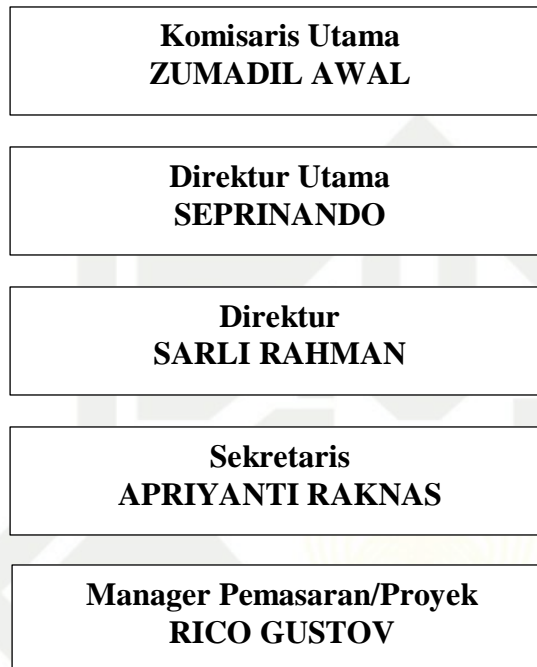 Komisaris Utama
ZUMADIL AWAL
Direktur Utama
SEPRINANDO
Direktur
SARLI RAHMAN
Sekretaris
APRIYANTI RAKNAS
Manager Pemasaran/Proyek
RICO GUSTOV